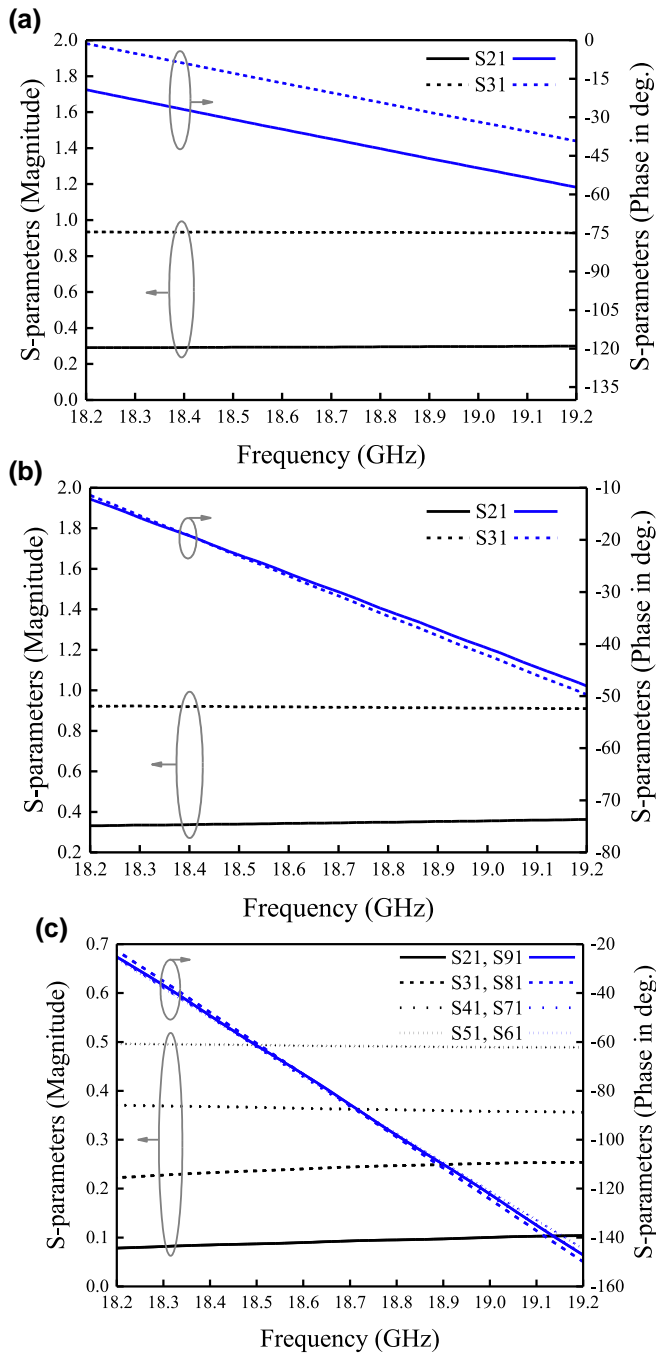 (a)
2.0
1.8
1.6
1.4
1.2
1.0
0.8
0.6
0.4
0.2
0.0
S-parameters (Magnitude)
S21
S31
0
-15
-30
-45
-60
-75
-90
-105
-120
-135
S-parameters (Phase in deg.)
18.2 18.3 18.4 18.5 18.6 18.7 18.8 18.9 19.0 19.1 19.2
Frequency (GHz)
(b)
2.0
1.8
1.6
1.4
1.2
1.0
0.8
0.6
0.4
0.2
S-parameters (Magnitude)
S21
S31
-10
-20
-30
-40
-50
-60
-70
-80
S-parameters (Phase in deg.)
18.2 18.3 18.4 18.5 18.6 18.7 18.8 18.9 19.0 19.1 19.2
Frequency (GHz)
(c)
0.7
0.6
0.5
0.4
0.3
0.2
0.1
0.0
S-parameters (Magnitude)
S21, S91
S31, S81
S41, S71
S51, S61
-20
-40
-60
-80
-100
-120
-140
-160
S-parameters (Phase in deg.)
18.2 18.3 18.4 18.5 18.6 18.7 18.8 18.9 19.0 19.1 19.2
Frequency (GHz)